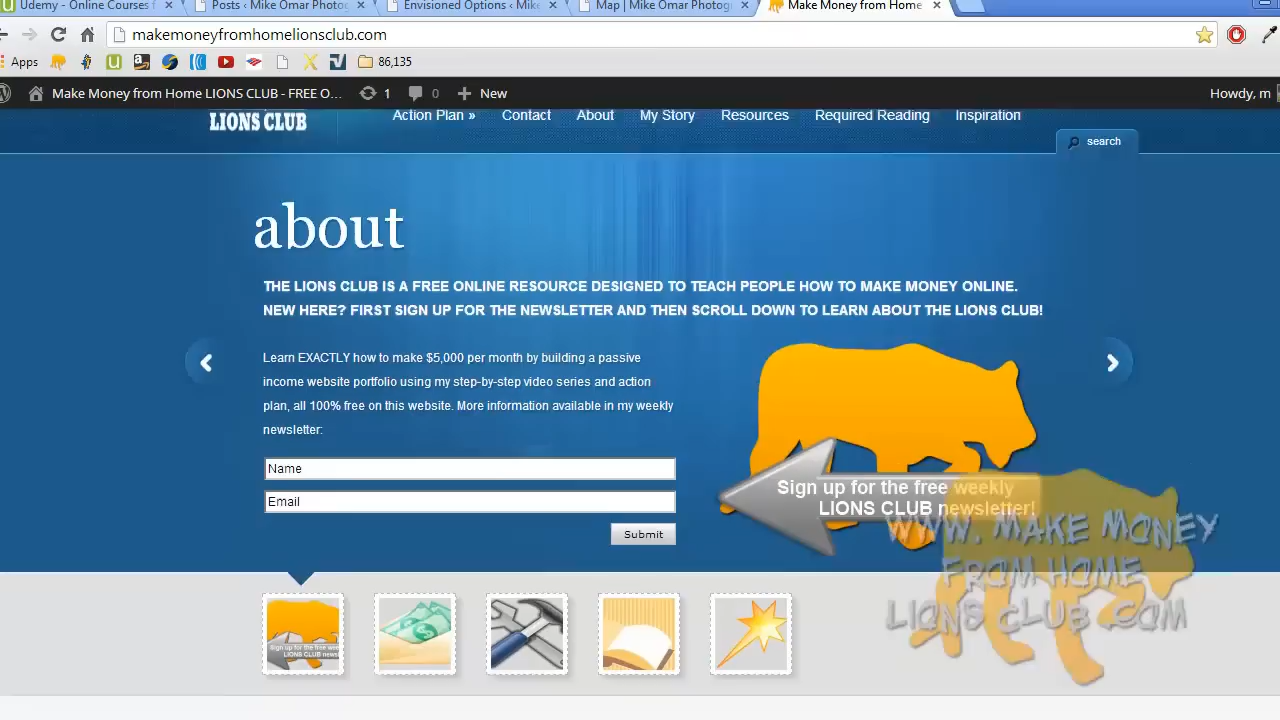 Udemy - Online Courses f
Posts ‹ Mike Omar Photog
Envisioned Options ‹ Mike
Map | Mike Omar Photogr
Make Money from Home
makemoneyfromhomelionsclub.com
Apps
86,135
Make Money from Home LIONS CLUB - FREE O... 1 0 New
Howdy, m
LIONS CLUB
Action Plan » Contact About My Story Resources Required Reading Inspiration
search
about
THE LIONS CLUB IS A FREE ONLINE RESOURCE DESIGNED TO TEACH PEOPLE HOW TO MAKE MONEY ONLINE.
NEW HERE? FIRST SIGN UP FOR THE NEWSLETTER AND THEN SCROLL DOWN TO LEARN ABOUT THE LIONS CLUB!
Learn EXACTLY how to make $5,000 per month by building a passive
income website portfolio using my step-by-step video series and action
plan, all 100% free on this website. More information available in my weekly
newsletter:
Name
Email
Submit
Sign up for the free weekly
LIONS CLUB newsletter!
www. Make Money
From Home
Lions Club .com
Sign up for the free wee
LIONS CLUB news